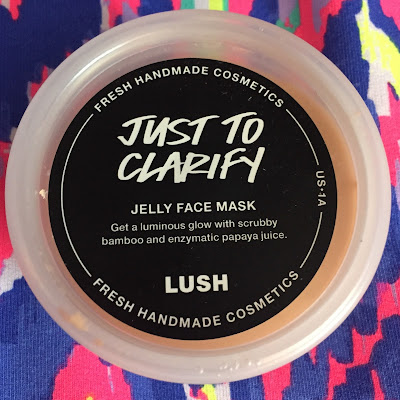 FRESH HANDMADE COSMETICS
JUST TO
CLARIFY
US·1A
JELLY FACE MASK
Get a luminous glow with scrubby
bamboo and enzymatic papaya juice.
LUSH
FRESH HANDMADE COSMETICS